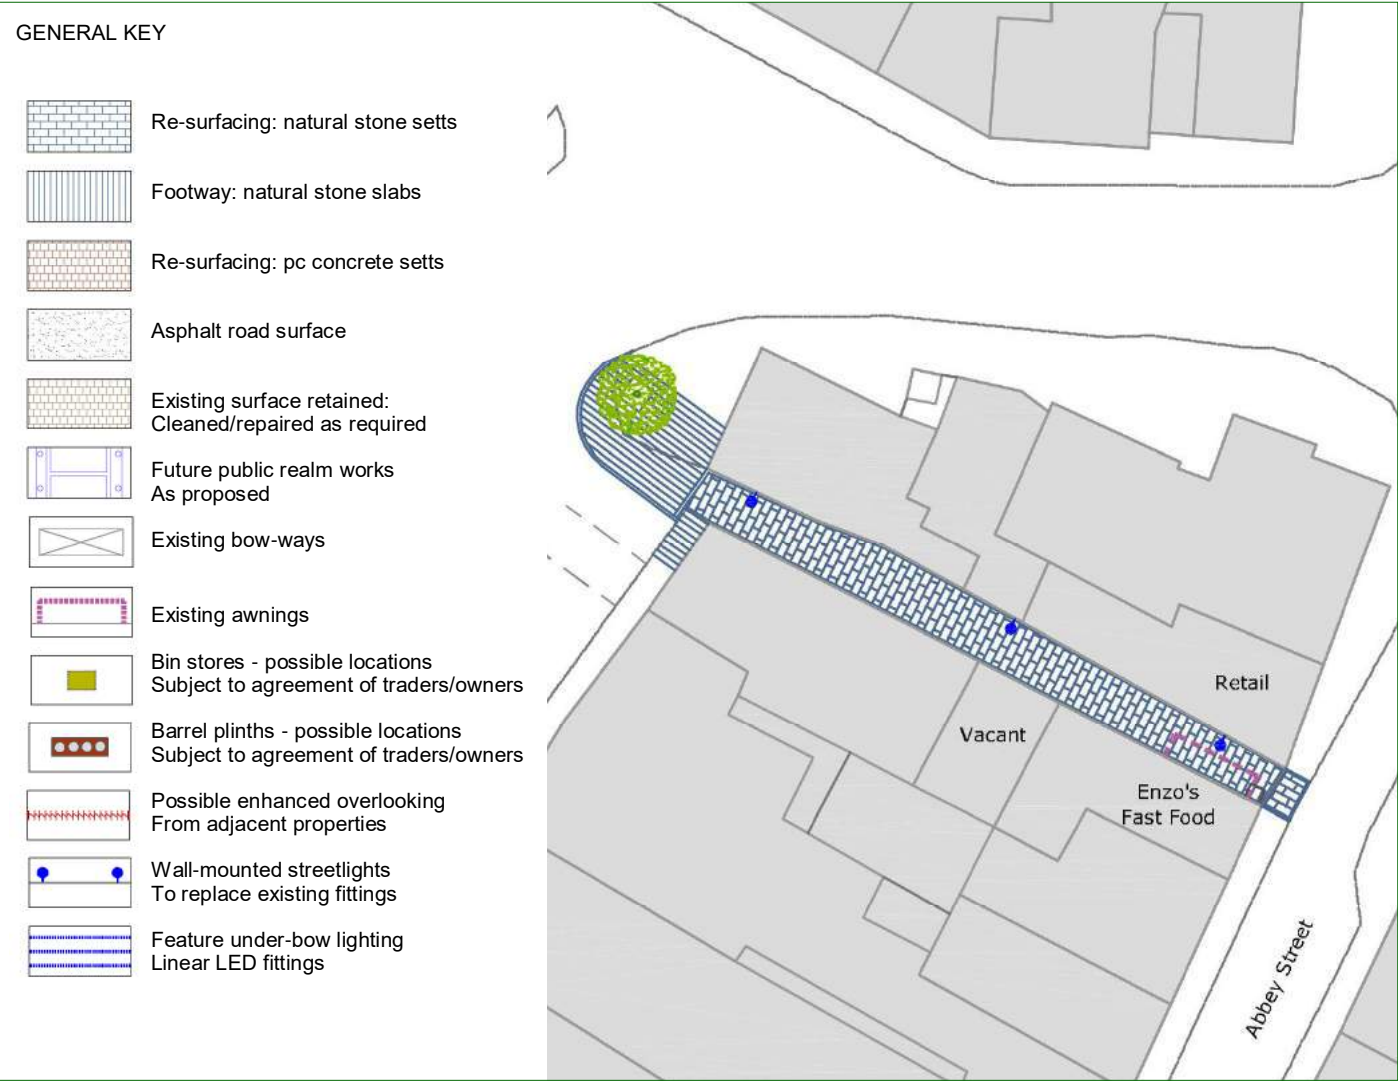 GENERAL KEY
Re-surfacing: natural stone setts
Footway: natural stone slabs
Re-surfacing: pc concrete setts
Asphalt road surface
Existing surface retained:
Cleaned/repaired as required
Future public realm works
As proposed
Existing bow-ways
Existing awnings
Bin stores - possible locations
Subject to agreement of traders/owners
Barrel plinths - possible locations
Subject to agreement of traders/owners
Possible enhanced overlooking
From adjacent properties
Wall-mounted streetlights
To replace existing fittings
Feature under-bow lighting
Linear LED fittings
Retail
Vacant
Enzo's
Fast Food
Abbey Street